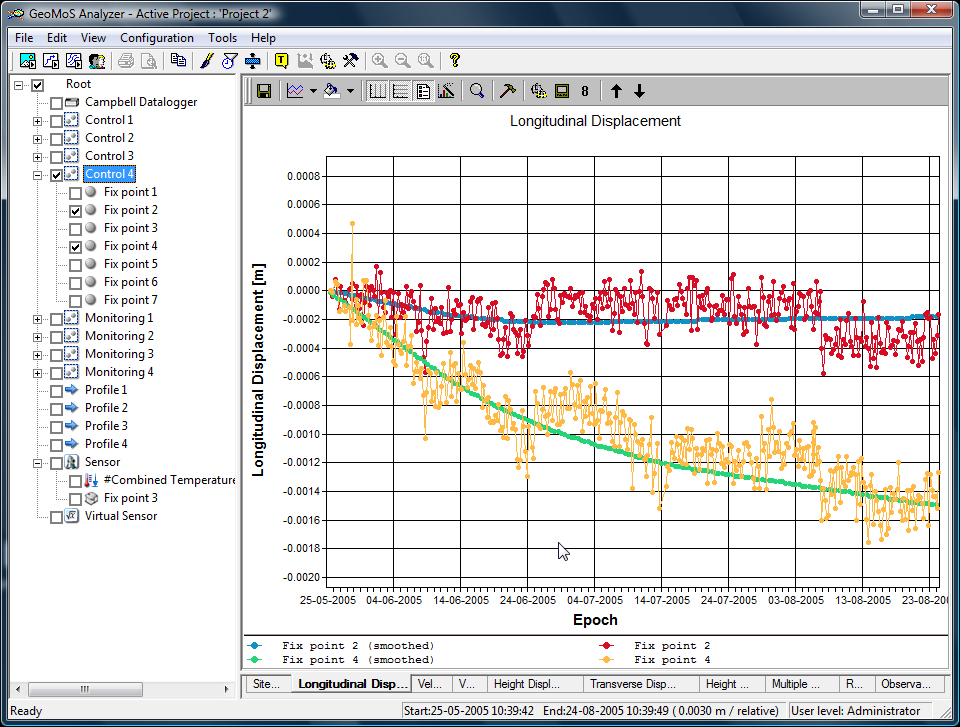 GeoMoS Analyzer - Active Project : 'Project 2'
File Edit View Configuration Tools Help
Root
Campbell Datalogger
Control 1
Control 2
Control 3
Control 4
Fix point 1
Fix point 2
Fix point 3
Fix point 4
Fix point 5
Fix point 6
Fix point 7
Monitoring 1
Monitoring 2
Monitoring 3
Monitoring 4
Profile 1
Profile 2
Profile 3
Profile 4
Sensor
#Combined Temperature
Fix point 3
Virtual Sensor
T ?
8
Longitudinal Displacement
Longitudinal Displacement [m]
0.0008
0.0006
0.0004
0.0002
0.0000
-0.0002
-0.0004
-0.0006
-0.0008
-0.0010
-0.0012
-0.0014
-0.0016
-0.0018
-0.0020
25-05-2005 04-06-2005 14-06-2005 24-06-2005 04-07-2005 14-07-2005 24-07-2005 03-08-2005 13-08-2005 23-08-200
Epoch
Fix point 2 (smoothed) Fix point 2
Fix point 4 (smoothed) Fix point 4
Site... Longitudinal Disp... Vel... V... Height Displ... Transverse Disp... Height ... Multiple ... R... Observa...
Ready Start:25-05-2005 10:39:42 End:24-08-2005 10:39:49 ( 0.0030 m / relative) User level: Administrator